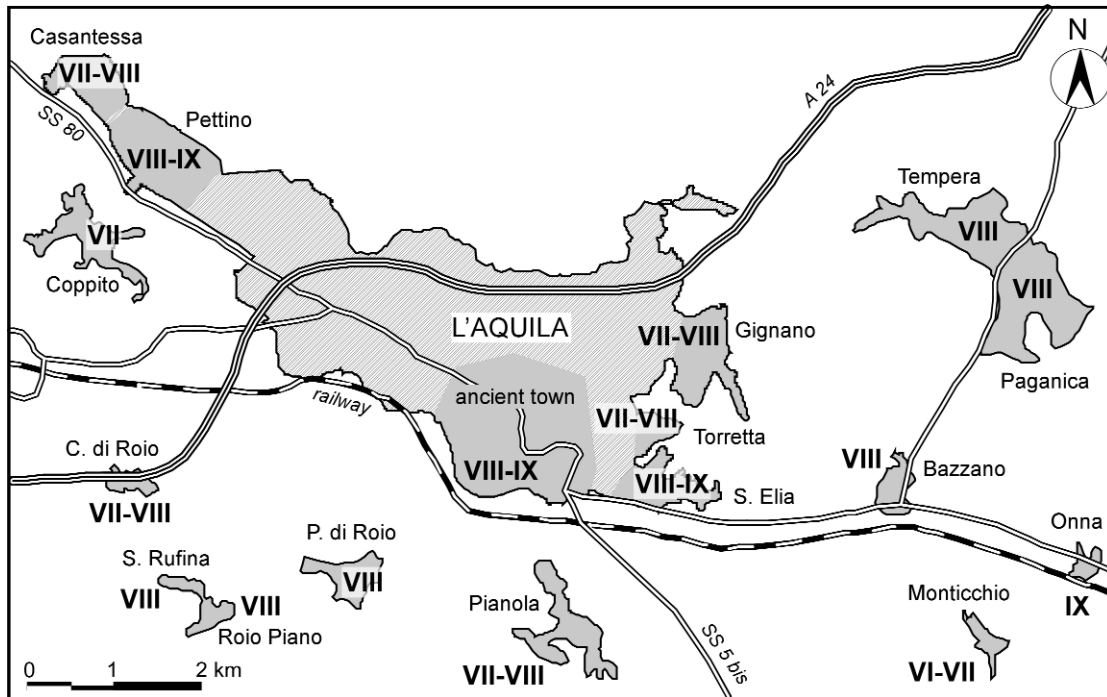 Casantessa
VII-VIII
SS 80
Pettino
VIII-IX
A 24
N
Coppito
VII
Tempera
VIII
VIII
Paganica
L'AQUILA
VII-VIII
Gignano
ancient town
railway
VII-VIII
Torretta
VIII-IX
VIII-IX
S. Elia
VIII
Bazzano
C. di Roio
VII-VIII
Onna
IX
P. di Roio
VIII
S. Rufina
VIII
VIII
Roio Piano
Pianola
VII-VIII
SS 5 bis
Monticchio
VI-VII
0 1 2 km